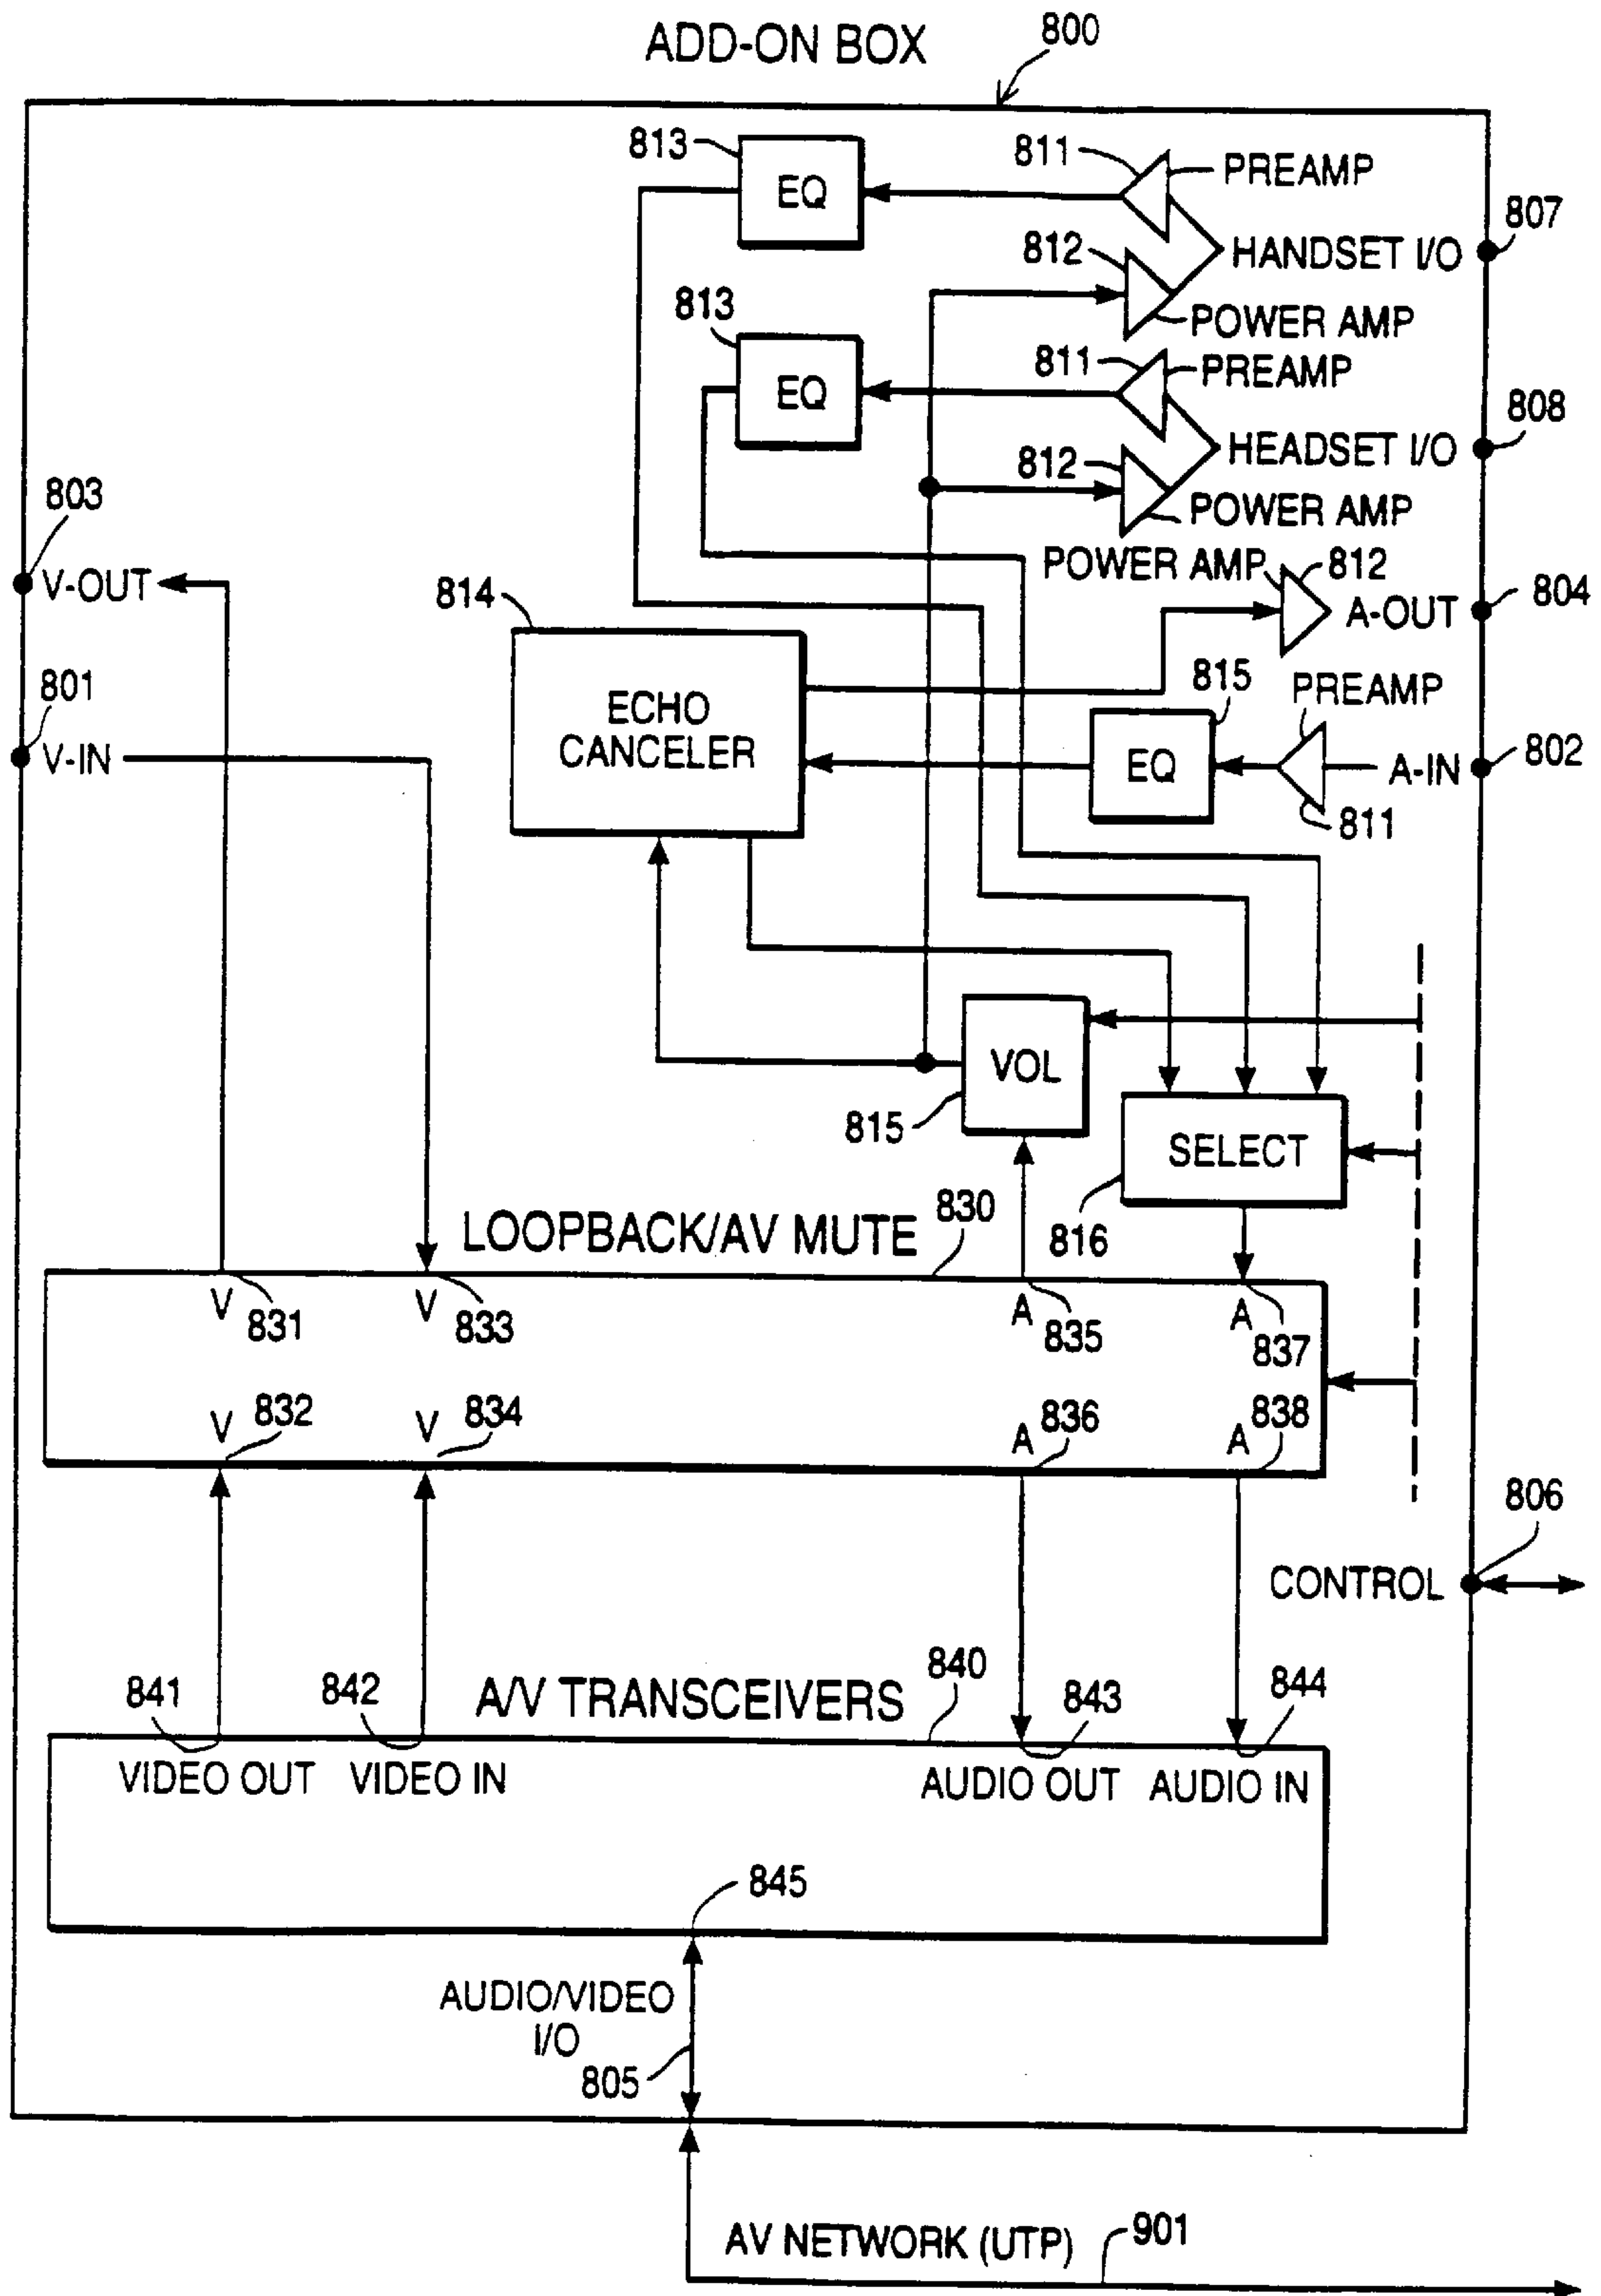 ADD-ON BOX
800
813
EQ
811
PREAMP
807
812
HANDSET I/O
POWER AMP
813
EQ
811
PREAMP
808
812
HEADSET I/O
POWER AMP
803
V-OUT
POWER AMP
812
A-OUT
804
814
ECHO
CANCELER
801
V-IN
815
EQ
PREAMP
A-IN
802
811
VOL
815
SELECT
816
LOOPBACK/AV MUTE
830
V
831
V
833
A
835
A
837
V
832
V
834
A
836
A
838
806
CONTROL
A/V TRANSCEIVERS
840
841
842
843
844
VIDEO OUT
VIDEO IN
AUDIO OUT
AUDIO IN
845
AUDIO/VIDEO
I/O
805
AV NETWORK (UTP)
901